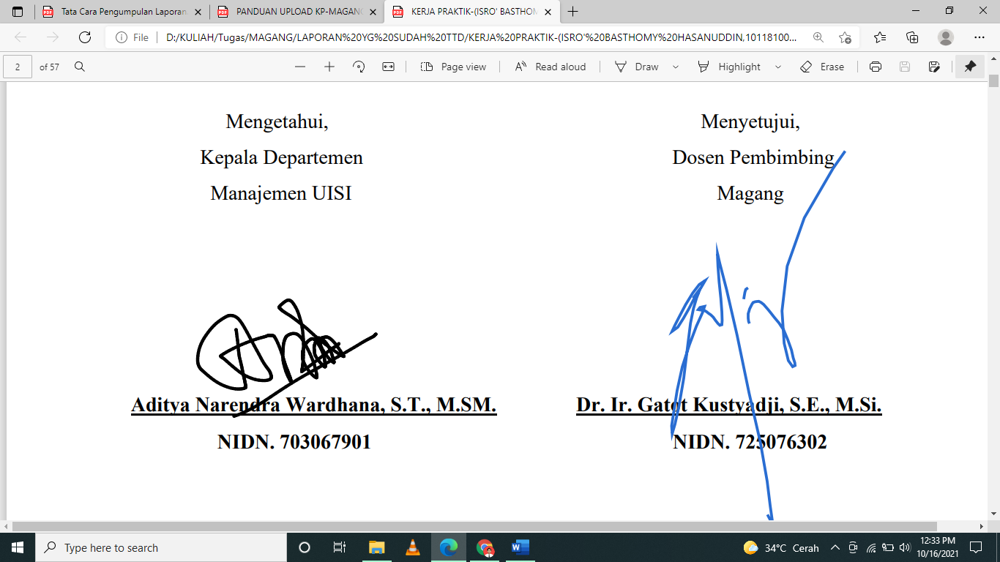 Tata Cara Pengumpulan Laporan
PANDUAN UPLOAD KP-MAGANG
KERJA PRAKTIK-(ISRO' BASTHOM
File
D:/KULIAH/Tugas/MAGANG/LAPORAN%20YG%20SUDAH%20TTD/KERJA%20PRAKTIK-(ISRO'%20BASTHOMY%20HASANUDDIN,10118100...
2 of 57
Page view
Read aloud
Draw
Highlight
Erase
Mengetahui,
Kepala Departemen
Manajemen UISI
Aditya Narendra Wardhana, S.T., M.SM.
NIDN. 703067901
Menyetujui,
Dosen Pembimbing
Magang
Dr. Ir. Gatot Kustyadji, S.E., M.Si.
NIDN. 725076302
Type here to search
34°C Cerah
12:33 PM
10/16/2021